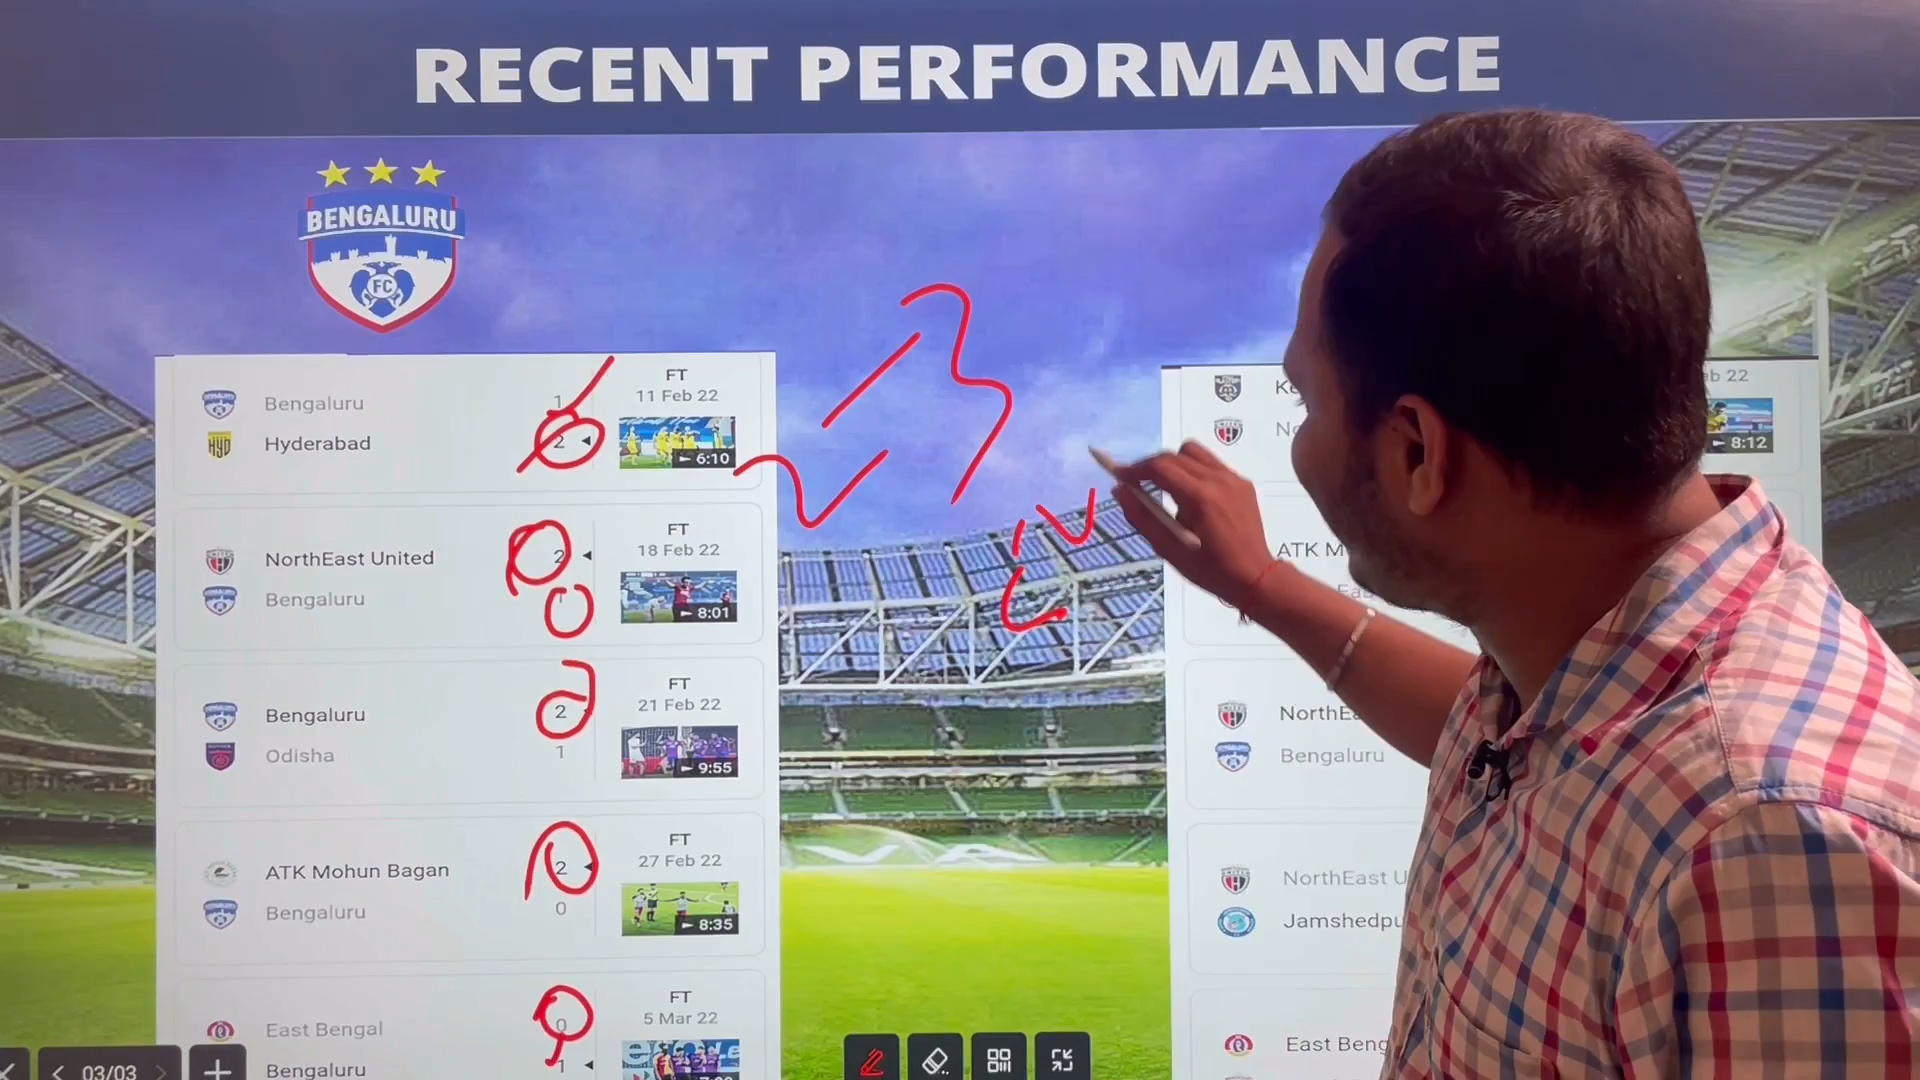 RECENT PERFORMANCE
BENGALURU
FC
Bengaluru 1
Hyderabad 2
FT
11 Feb 22
6:10
NorthEast United 2
Bengaluru
FT
18 Feb 22
8:01
Bengaluru 2
Odisha 1
FT
21 Feb 22
9:55
ATK Mohun Bagan 2
Bengaluru 0
FT
27 Feb 22
8:35
East Bengal 0
Bengaluru 1
FT
5 Mar 22
03/03
22
8:12
ATK M
NorthEa
Bengaluru
NorthEast U
Jamshedpu
East Beng